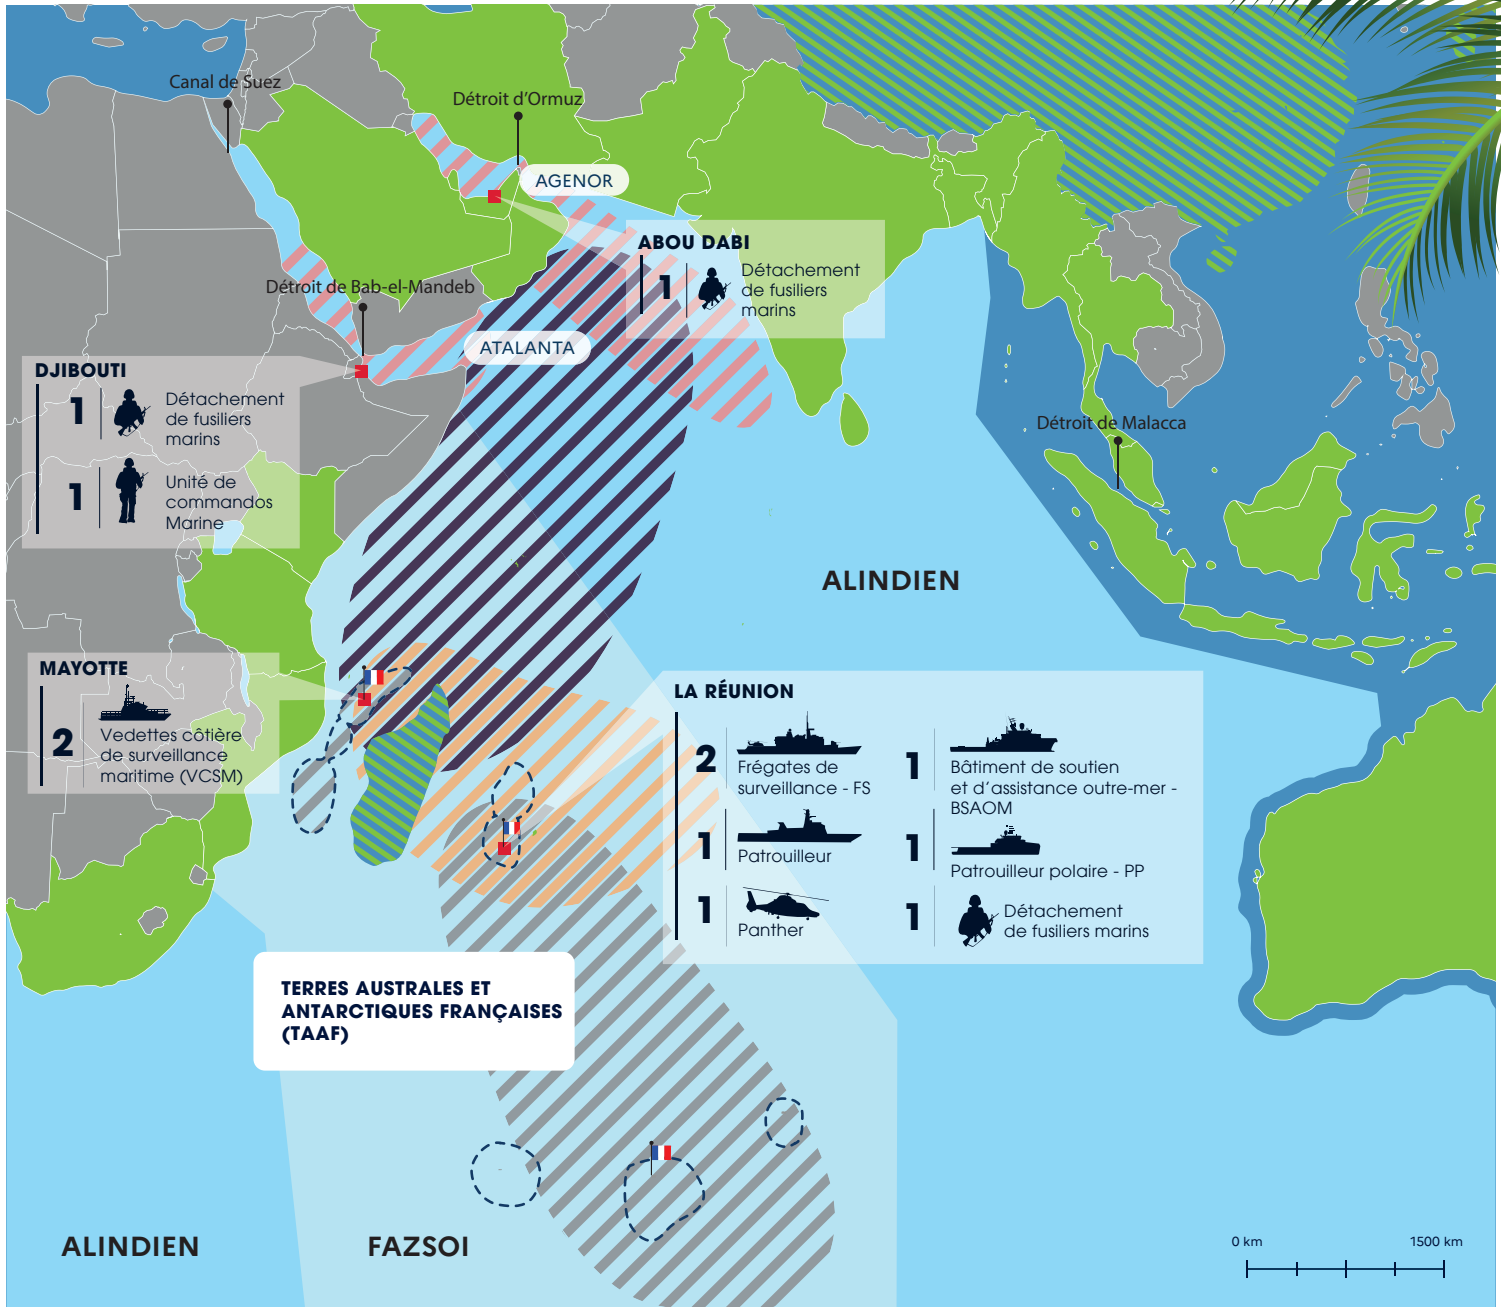 Canal de Suez
Détroit d'Ormuz
AGENOR
ABOU DABI
1
Détachement
de fusiliers
marins
Détroit de Bab-el-Mandeb
ATALANTA
DJIBOUTI
1
Détachement
de fusiliers
marins
1
Unité de
commandos
Marine
Détroit de Malacca
ALINDIEN
MAYOTTE
2
Vedettes côtière
de surveillance
maritime (VCSM)
LA RÉUNION
2
Frégates de
surveillance - FS
1
Patrouilleur
1
Panther
1
Bâtiment de soutien
et d'assistance outre-mer -
BSAOM
1
Patrouilleur polaire - PP
1
Détachement
de fusiliers marins
TERRES AUSTRALES ET
ANTARCTIQUES FRANÇAISES
(TAAF)
ALINDIEN
FAZSOI
0 km
1500 km